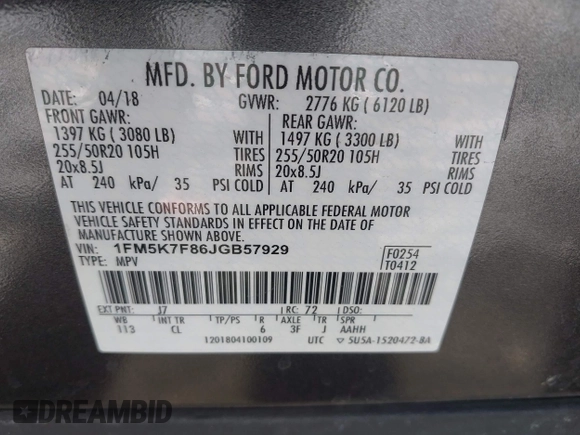 MFD. BY FORD MOTOR CO.
DATE: 04/18 GVWR: 2776 KG ( 6120 LB)
FRONT GAWR: REAR GAWR:
1397 KG ( 3080 LB) WITH 1497 KG ( 3300 LB) WITH
255/50R20 105H TIRES 255/50R20 105H TIRES
20x8.5J RIMS 20x8.5J RIMS
AT 240 kPa/ 35 PSI COLD AT 240 kPa/ 35 PSI COLD
THIS VEHICLE CONFORMS TO ALL APPLICABLE FEDERAL MOTOR
VEHICLE SAFETY STANDARDS IN EFFECT ON THE DATE OF
MANUFACTURE SHOWN ABOVE.
VIN: 1FM5K7F86JGB57929 F0254
TYPE: MPV T0412
EXT PNT: J7 RC: 72 DSO:
WB INT TR TP/PS R AXLE TR SPR
113 CL 6 3F J AAHH
1201804100109 UTC ▽ 5U5A-1520472-BA
DREAMBID